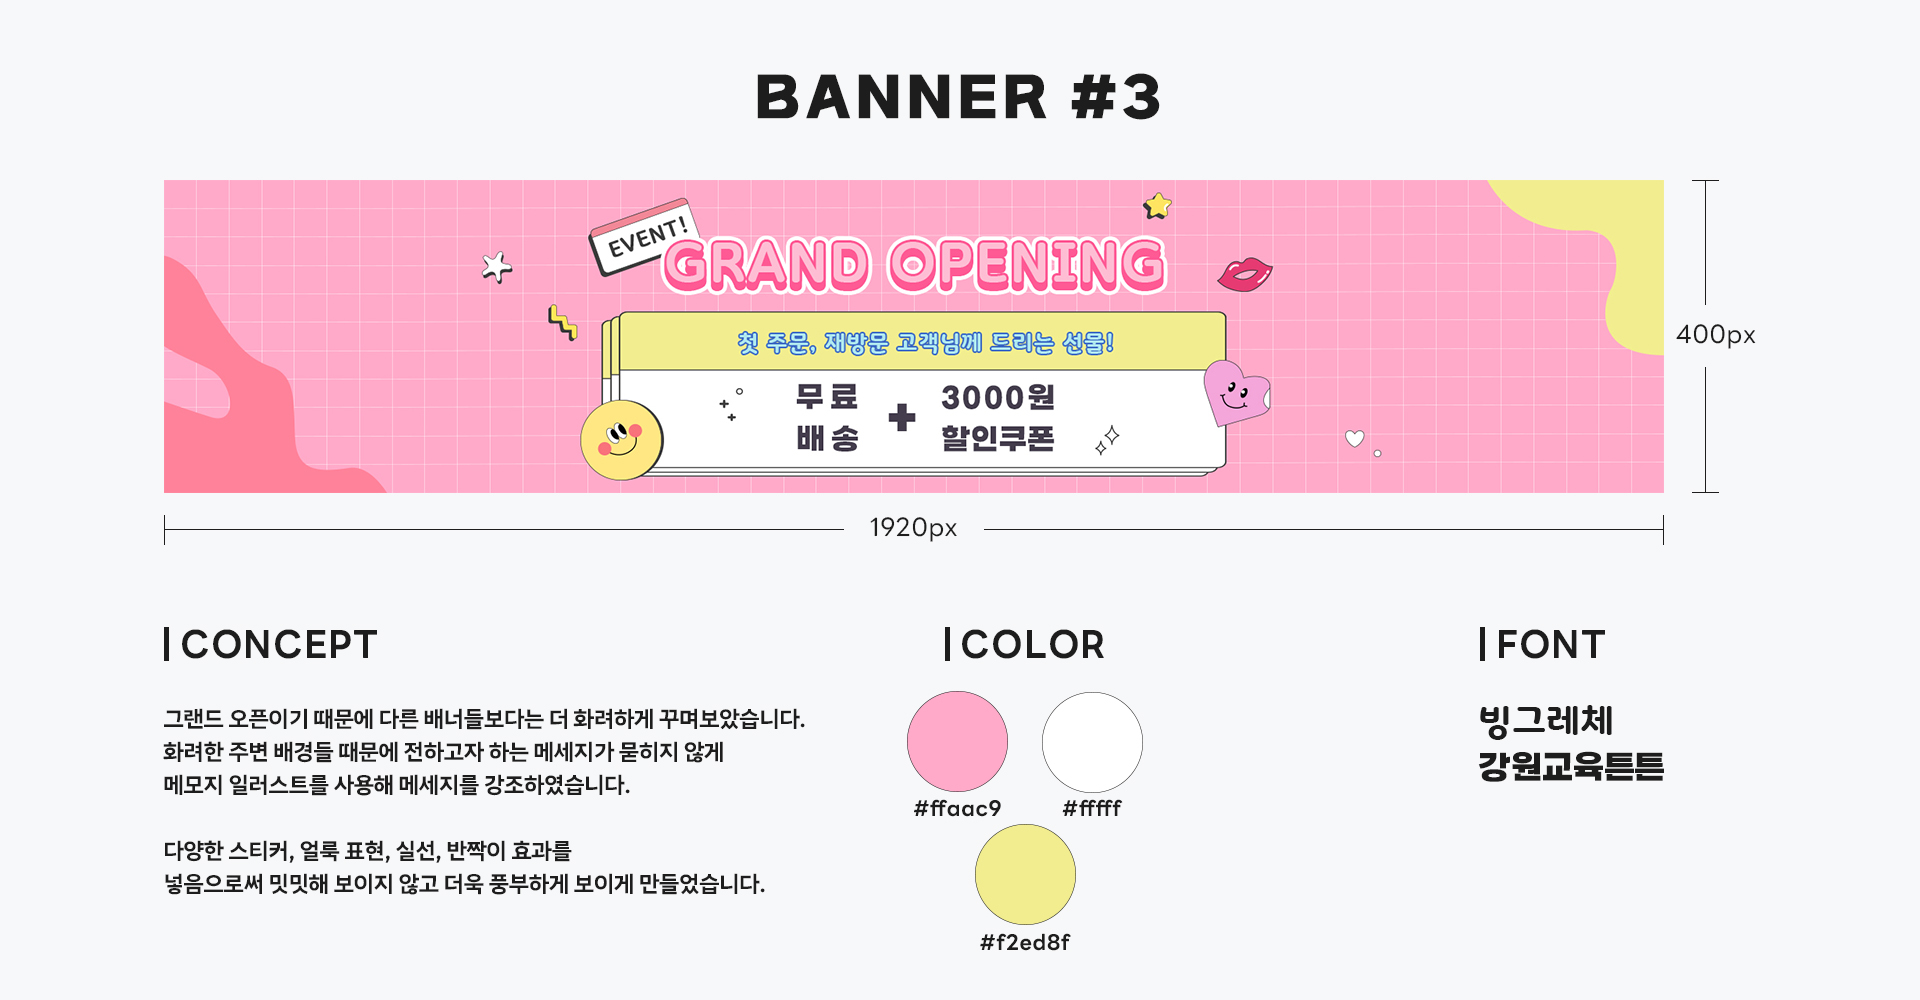 BANNER #3
EVENT!
GRAND OPENING
첫 주문, 재방문 고객님께 드리는 선물!
무료 + 3000원
배송 할인쿠폰
400px
1920px
CONCEPT
그랜드 오픈이기 때문에 다른 배너들보다는 더 화려하게 꾸며보았습니다.
화려한 주변 배경들 때문에 전하고자 하는 메세지가 묻히지 않게
메모지 일러스트를 사용해 메세지를 강조하였습니다.
다양한 스티커, 얼룩 표현, 실선, 반짝이 효과를
넣음으로써 밋밋해 보이지 않고 더욱 풍부하게 보이게 만들었습니다.
COLOR
#ffaac9
#fffff
#f2ed8f
FONT
빙그레체
강원교육튼튼